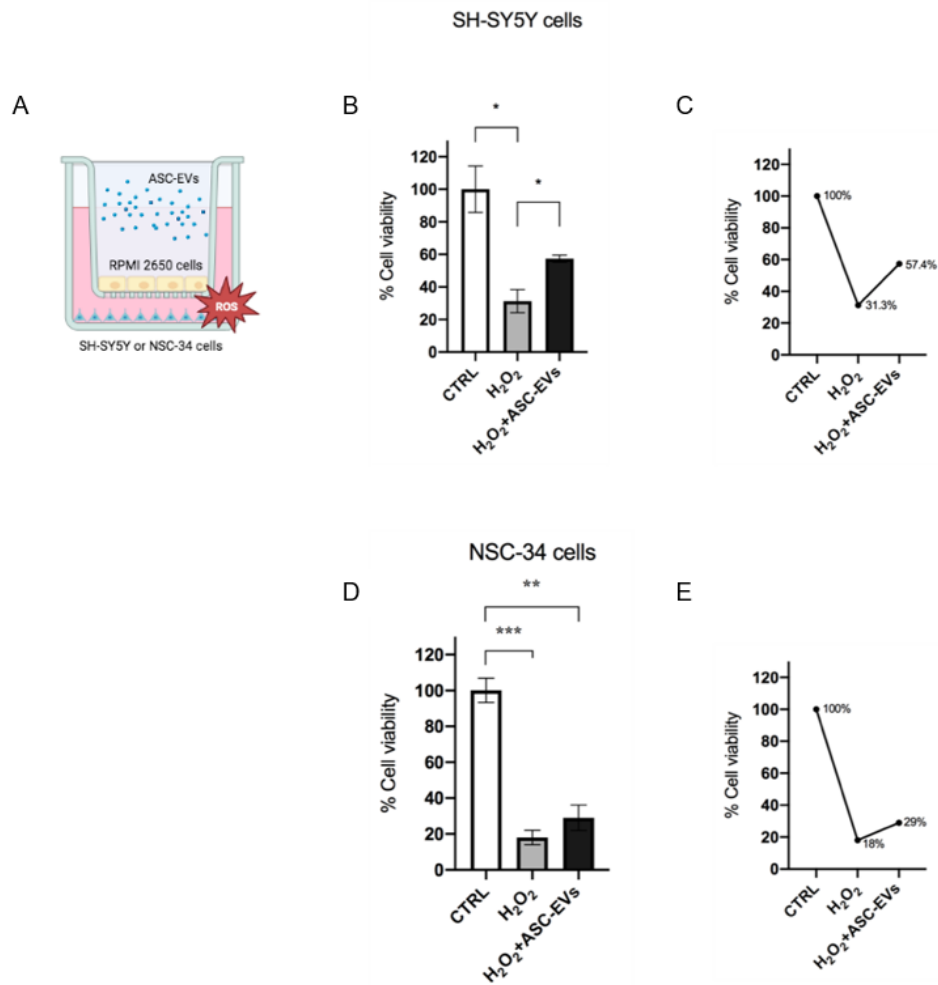 SH-SY5Y cells
A
ASC-EVs
RPMI 2650 cells
ROS
SH-SY5Y or NSC-34 cells
B
*
*
% Cell viability
120
100
80
60
40
20
0
CTRL
H₂O₂
H₂O₂+ASC-EVs
C
% Cell viability
120
100
80
60
40
20
0
100%
31.3%
57.4%
CTRL
H₂O₂
H₂O₂+ASC-EVs
NSC-34 cells
D
**
***
% Cell viability
120
100
80
60
40
20
0
CTRL
H₂O₂
H₂O₂+ASC-EVs
E
% Cell viability
120
100
80
60
40
20
0
100%
18%
29%
CTRL
H₂O₂
H₂O₂+ASC-EVs